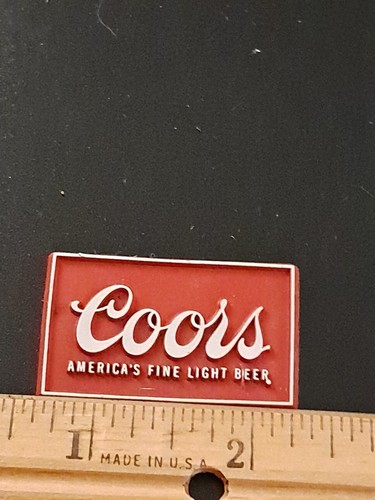 Coors
AMERICA'S FINE LIGHT BEER
1 2
MADE IN U.S.A